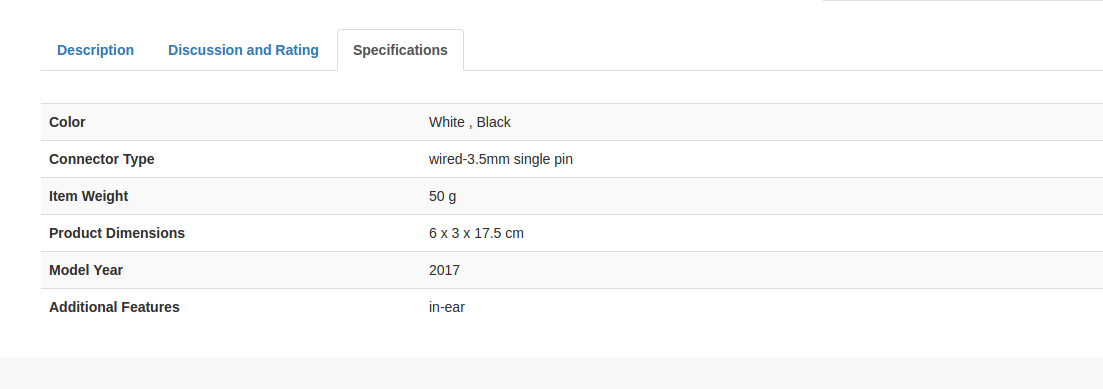 Description Discussion and Rating Specifications
Color White , Black
Connector Type wired-3.5mm single pin
Item Weight 50 g
Product Dimensions 6 x 3 x 17.5 cm
Model Year 2017
Additional Features in-ear